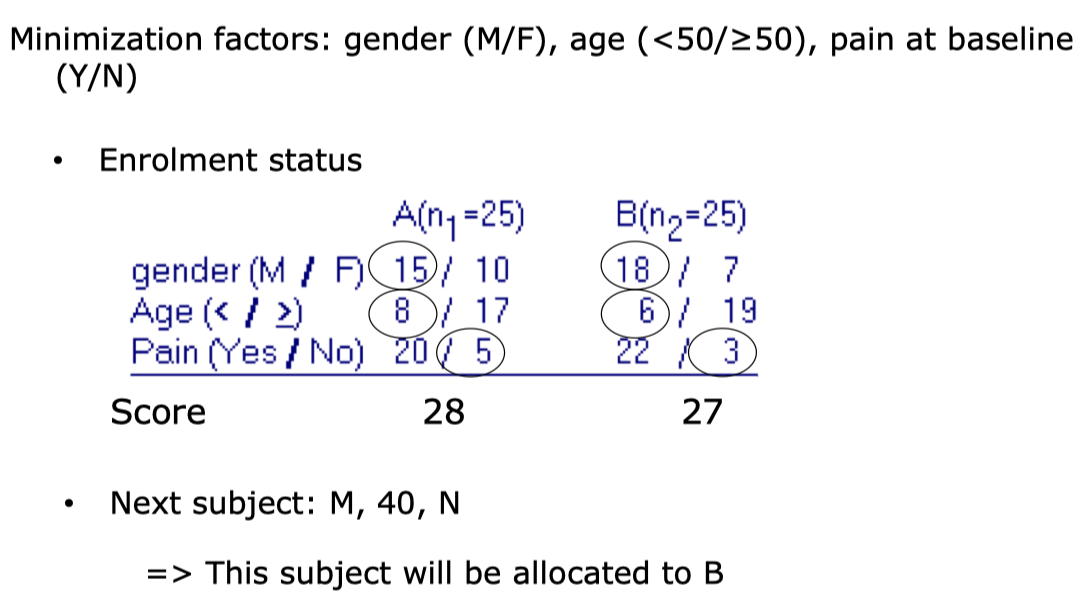 Minimization factors: gender (M/F), age (<50/≥50), pain at baseline
(Y/N)
• Enrolment status
A(n1=25) B(n2=25)
gender (M / F) 15 / 10 18 / 7
Age (< / ≥) 8 / 17 6 / 19
Pain (Yes / No) 20 / 5 22 / 3
Score 28 27
• Next subject: M, 40, N
=> This subject will be allocated to B